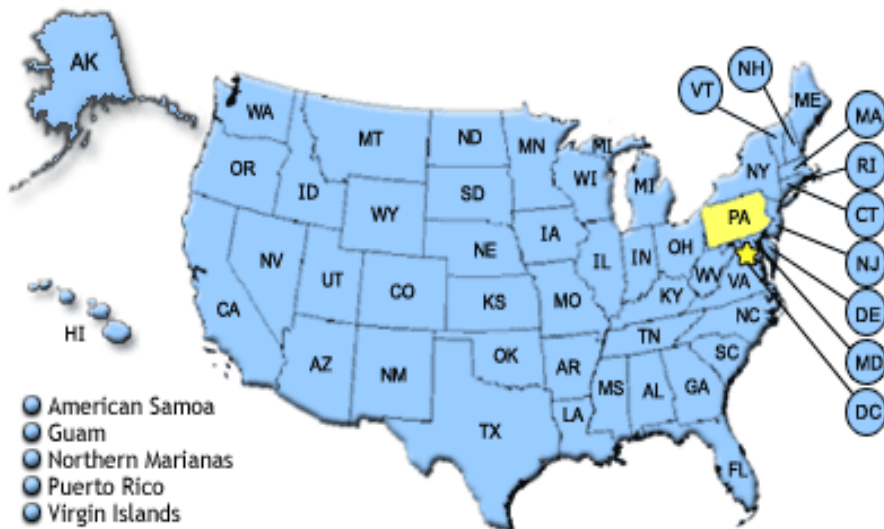 AK
WA
MT
ND
MN
MI
VT
NH
ME
MA
OR
ID
SD
WI
MI
NY
RI
WY
PA
CT
NV
UT
NE
IA
IL
IN
OH
NJ
CA
CO
KS
MO
KY
WV
VA
DE
HI
AZ
NM
OK
AR
TN
NC
SC
MD
TX
LA
MS
AL
GA
DC
FL
American Samoa
Guam
Northern Marianas
Puerto Rico
Virgin Islands